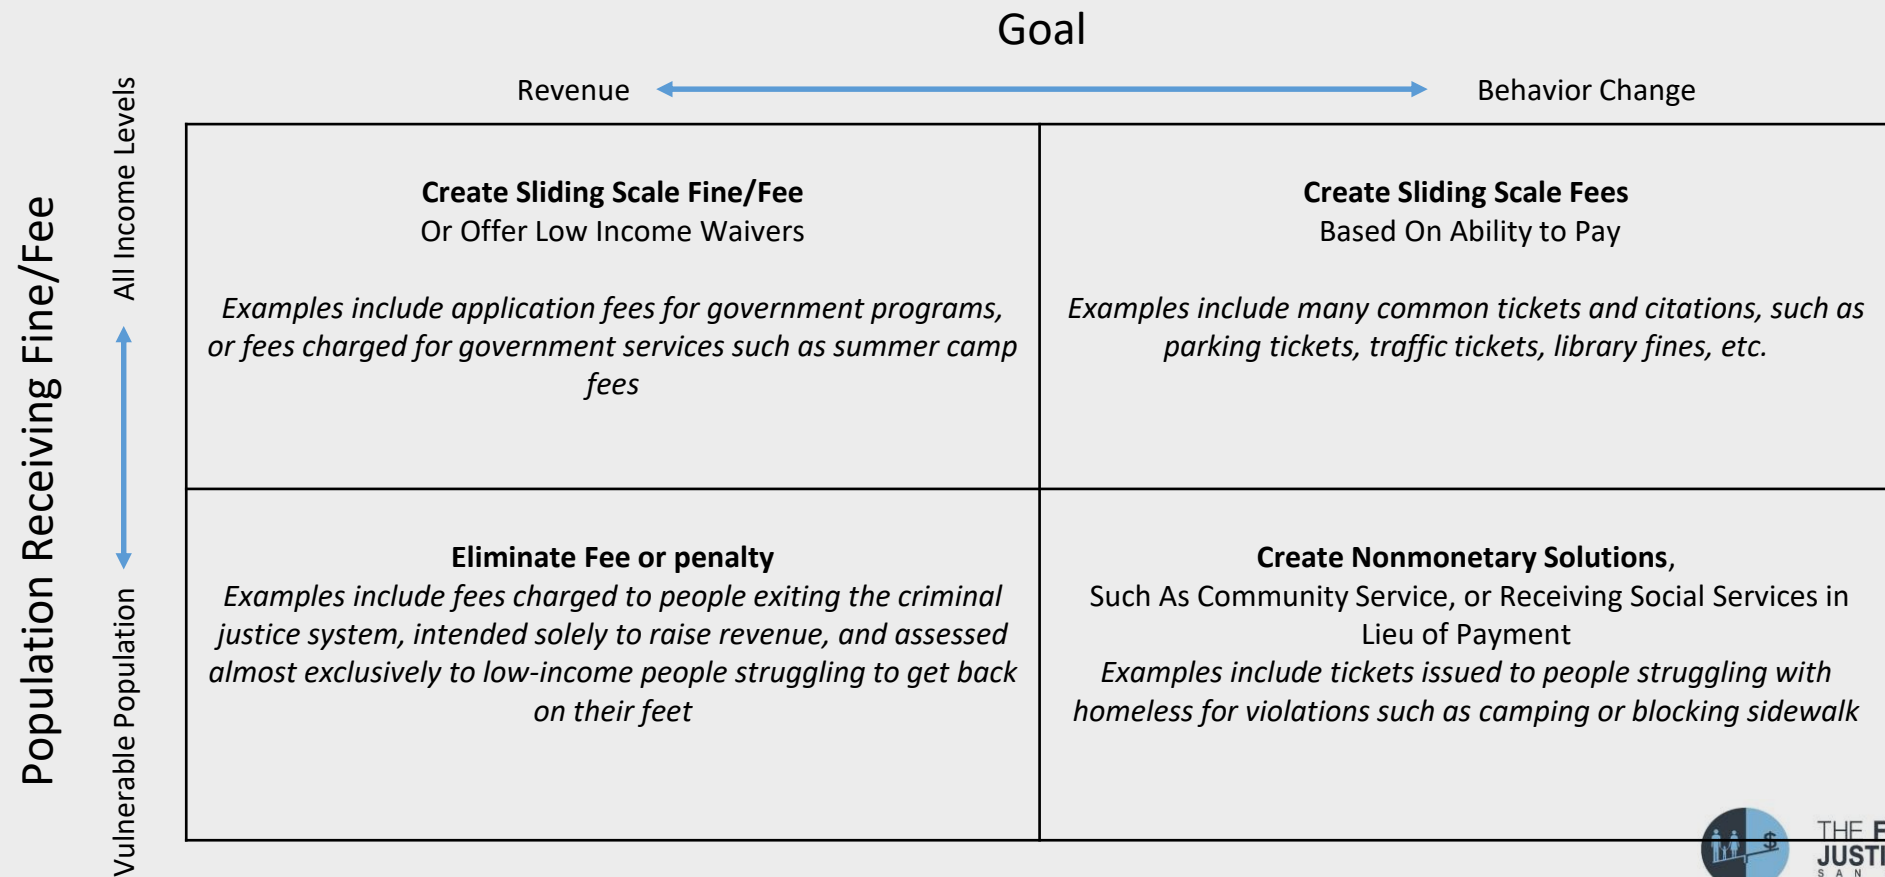 Goal
Revenue
Behavior Change
Population Receiving Fine/Fee
All Income Levels
Vulnerable Population
Create Sliding Scale Fine/Fee
Or Offer Low Income Waivers
Examples include application fees for government programs,
or fees charged for government services such as summer camp
fees
Create Sliding Scale Fees
Based On Ability to Pay
Examples include many common tickets and citations, such as
parking tickets, traffic tickets, library fines, etc.
Eliminate Fee or penalty
Examples include fees charged to people exiting the criminal
justice system, intended solely to raise revenue, and assessed
almost exclusively to low-income people struggling to get back
on their feet
Create Nonmonetary Solutions,
Such As Community Service, or Receiving Social Services in
Lieu of Payment
Examples include tickets issued to people struggling with
homeless for violations such as camping or blocking sidewalk
$
THE
SAN